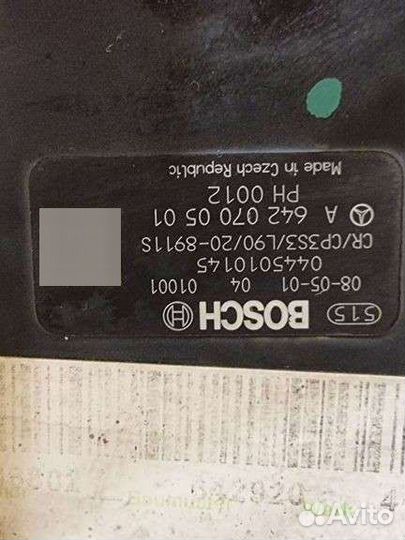 S15 BOSCH
08-05-01 04 01001
0445010145
CR/CP3S3/L90/20-8911S
A 642 070 05 01
PH 0012
Made in Czech Republic
Avito